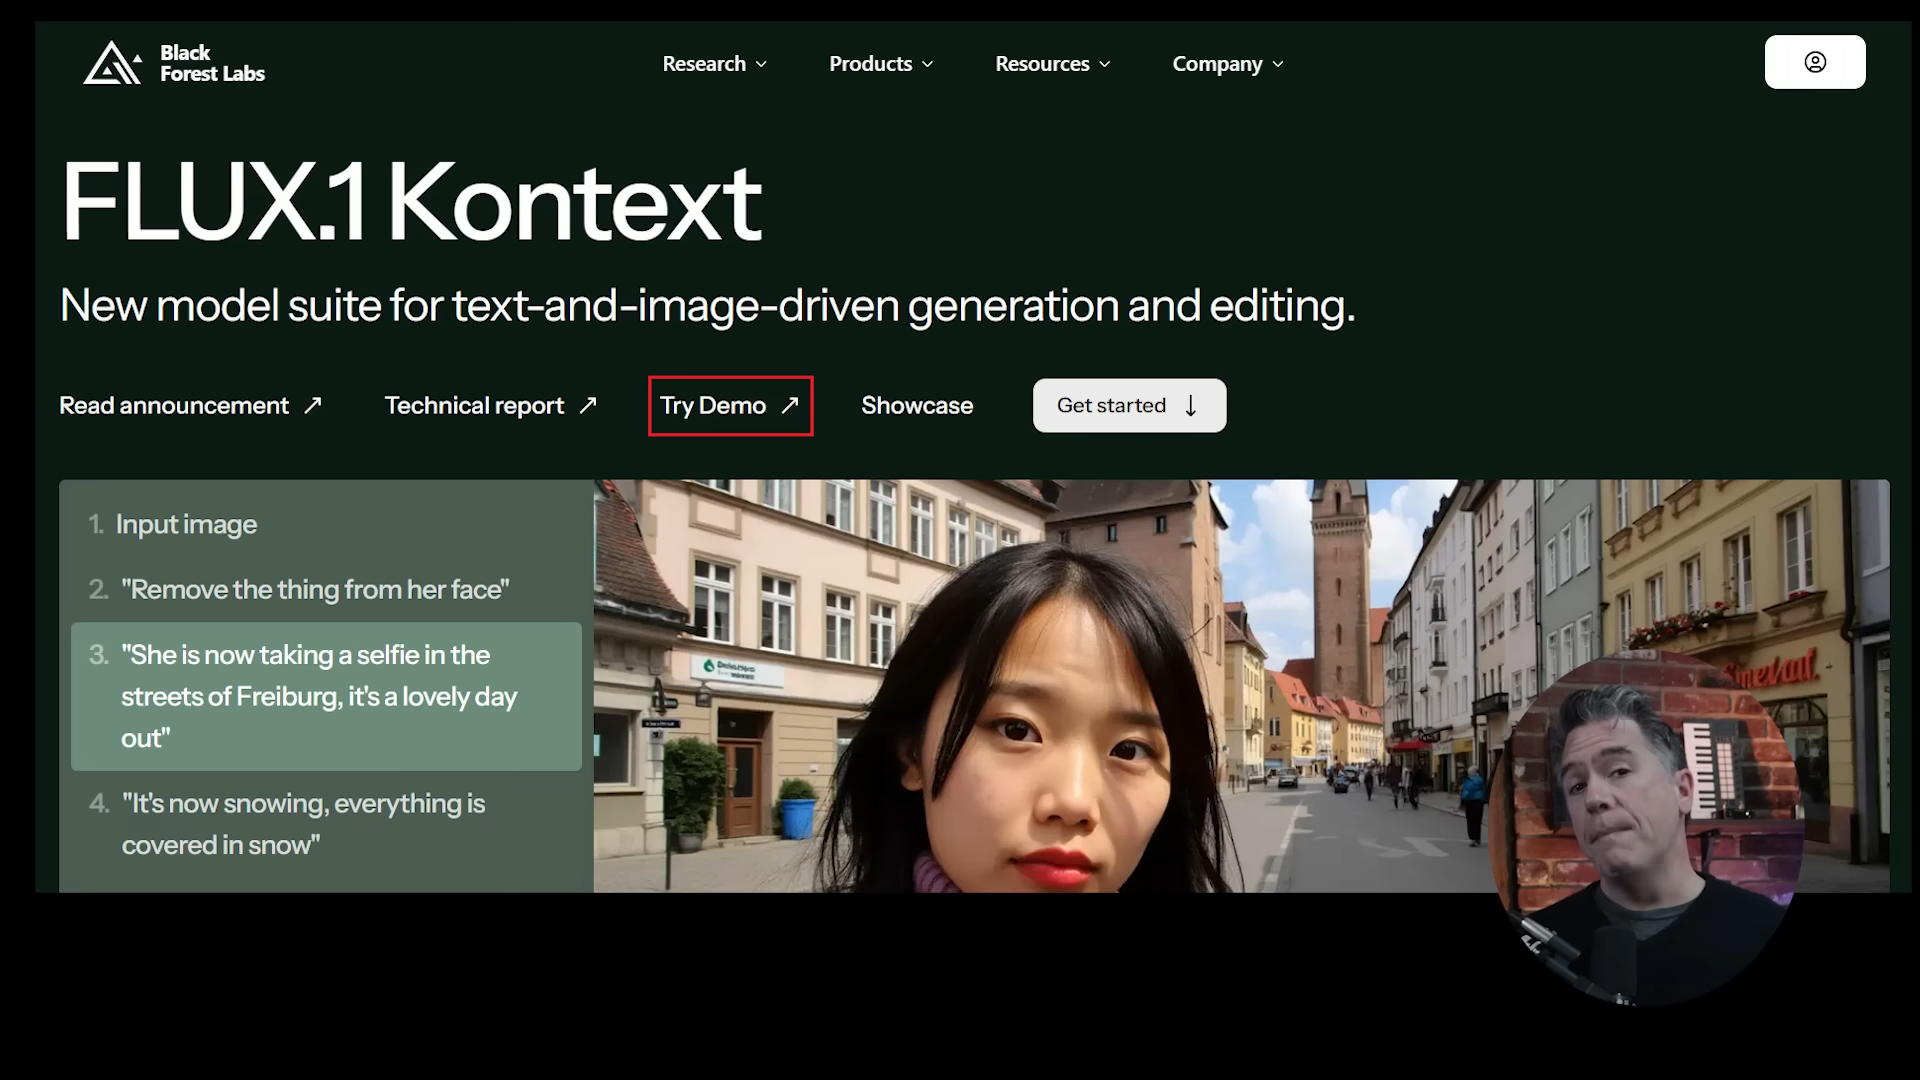 Black
Forest Labs
Research
Products
Resources
Company
FLUX.1 Kontext
New model suite for text-and-image-driven generation and editing.
Read announcement ↗
Technical report ↗
Try Demo ↗
Showcase
Get started ↓
1. Input image
2. "Remove the thing from her face"
3. "She is now taking a selfie in the
streets of Freiburg, it's a lovely day
out"
4. "It's now snowing, everything is
covered in snow"